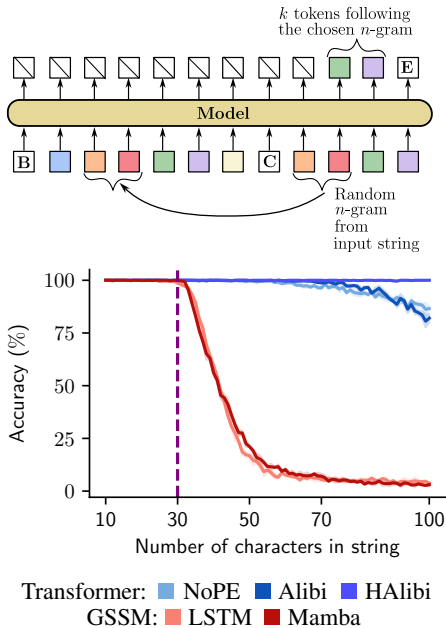 k tokens following
the chosen n-gram
E
Model
B
C
Random
n-gram
from
input string
Accuracy (%)
100
75
50
25
0
10
30
50
70
100
Number of characters in string
Transformer: NoPE Alibi HAlibi
GSSM: LSTM Mamba